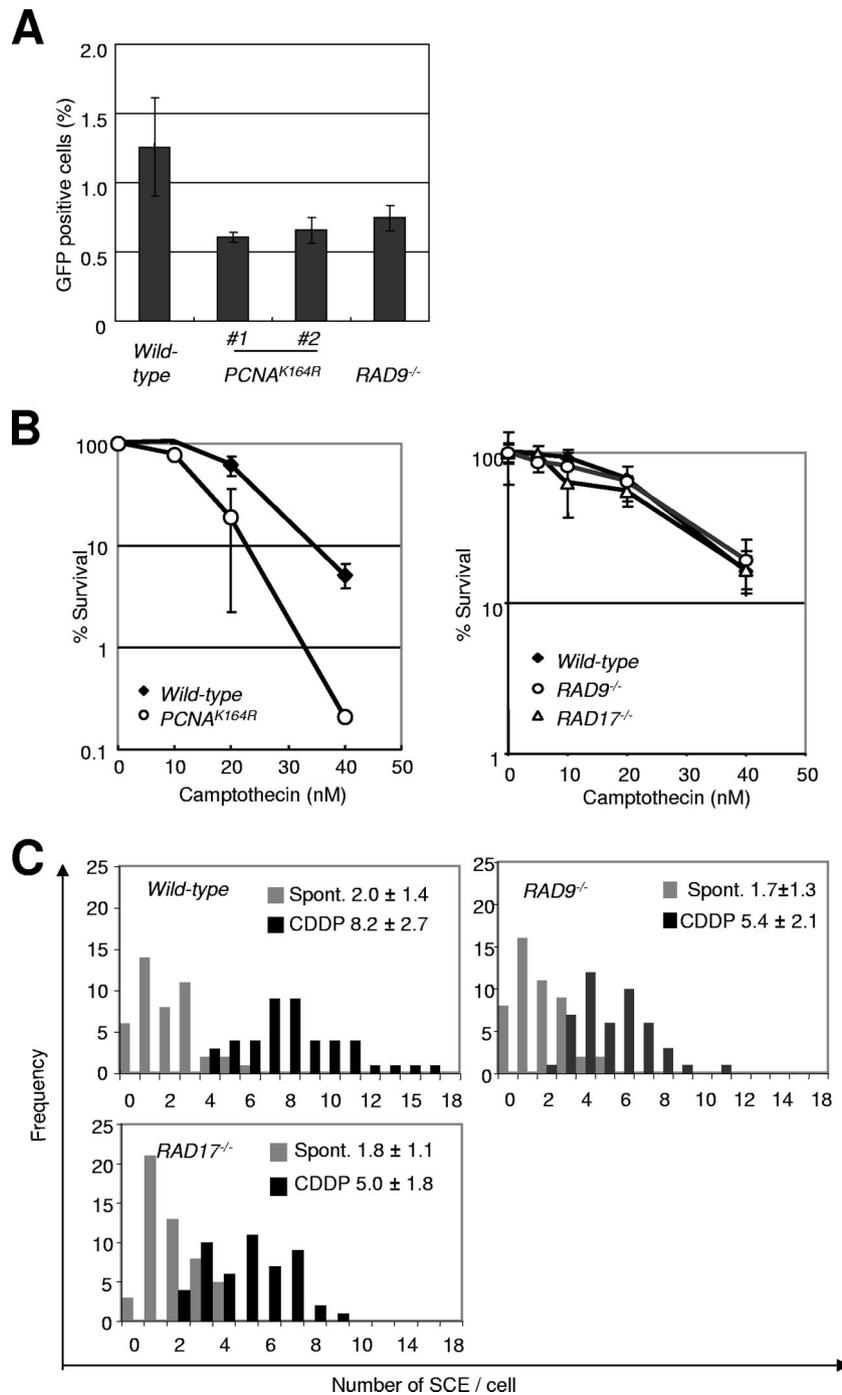 A
2.0
1.5
1.0
0.5
0
GFP positive cells (%)
Wild-
type
#1
#2
PCNA^K164R
RAD9^-/-
B
100
10
1
0.1
% Survival
Wild-type
PCNA^K164R
0 10 20 30 40 50
Camptothecin (nM)
100
10
1
% Survival
Wild-type
RAD9^-/-
RAD17^-/-
0 10 20 30 40 50
Camptothecin (nM)
C
Frequency
25
20
15
10
5
0
Wild-type
Spont. 2.0 ± 1.4
CDDP 8.2 ± 2.7
0 2 4 6 8 10 12 15 18
25
20
15
10
5
0
RAD9^-/-
Spont. 1.7±1.3
CDDP 5.4 ± 2.1
0 2 4 6 8 10 12 14 18
25
20
15
10
5
0
RAD17^-/-
Spont. 1.8 ± 1.1
CDDP 5.0 ± 1.8
0 2 4 6 8 10 14 18
Number of SCE / cell